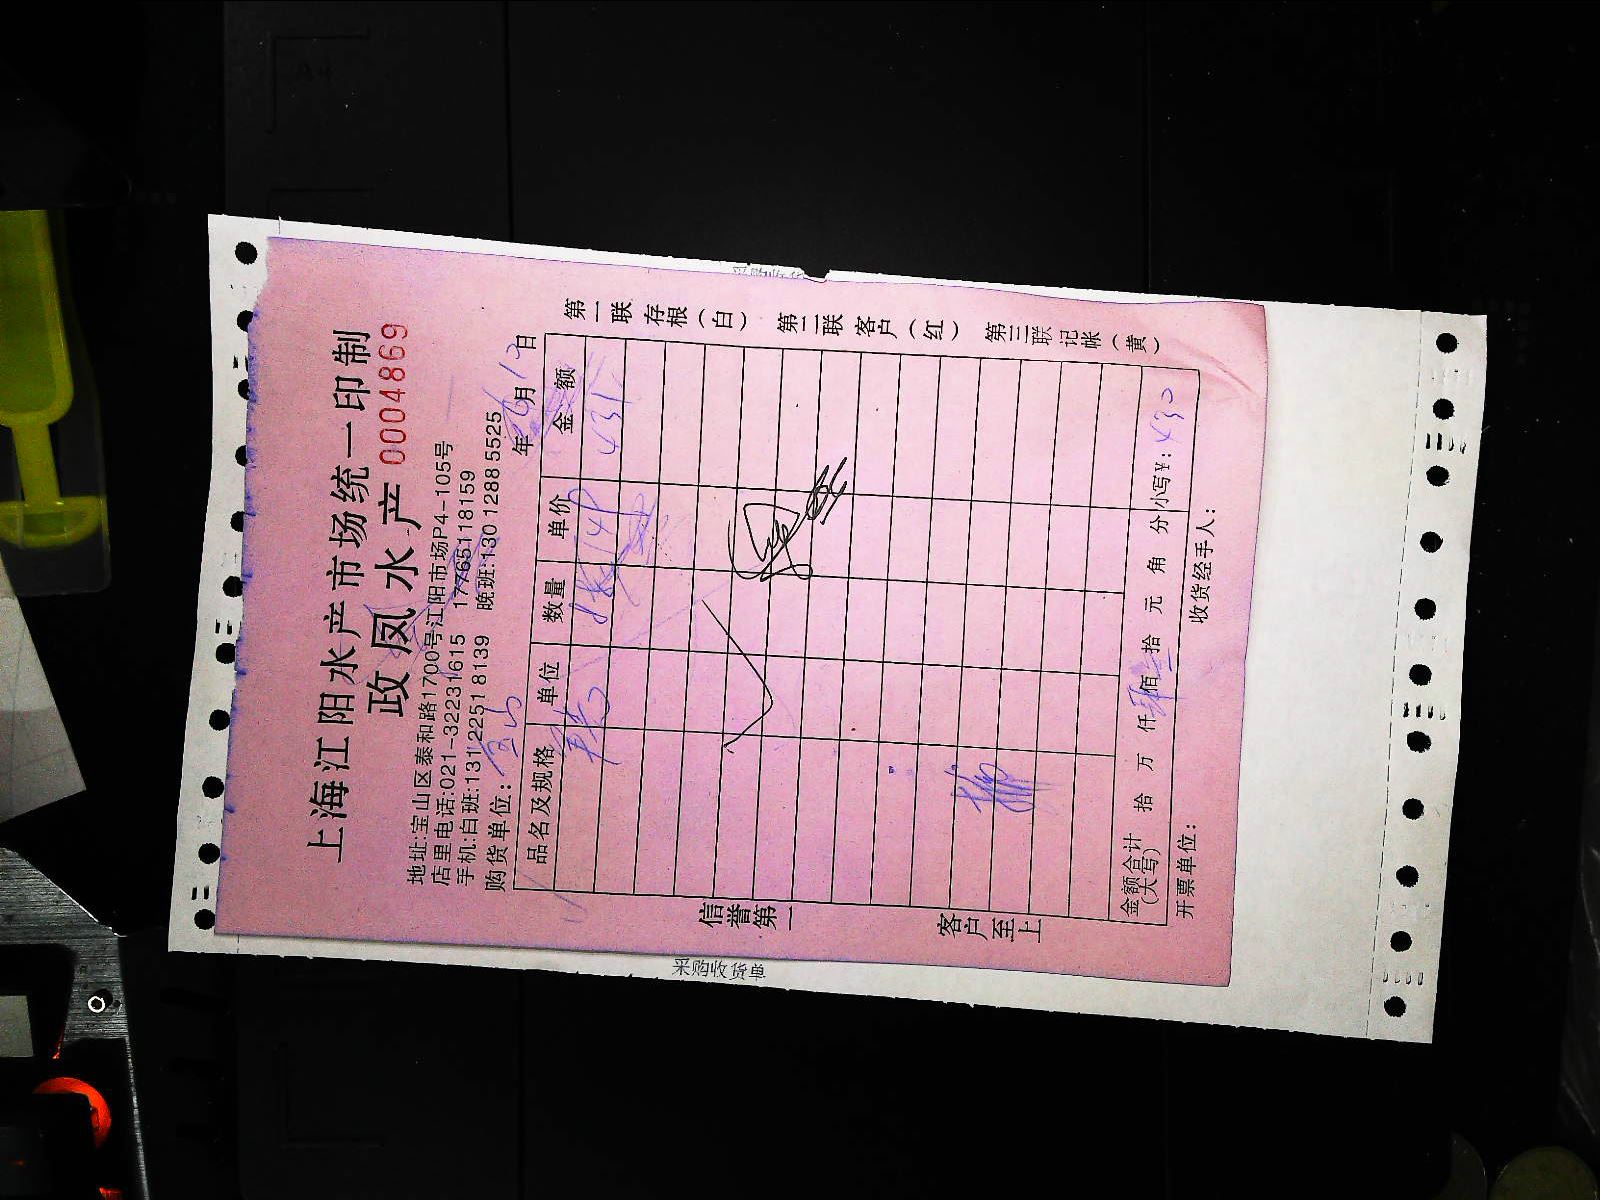 上海江阳水产市场统一印制
政凤水产 0004869
地址:宝山区泰和路1700号江阳市场P4-105号
店里电话:021-32231615 17765118159
手机:白班:131 2251 8139 晚班:130 1288 5525
购货单位: 年 6月13日
品名及规格 单位 数量 单价 金额
431
金额合计(大写) 拾 万 仟 佰 拾 元 角 分 小写¥: 430
开票单位: 收货经手人:
信誉第一 客户至上
第一联存根(白) 第二联客户(红) 第三联记帐(黄)
采购收货单